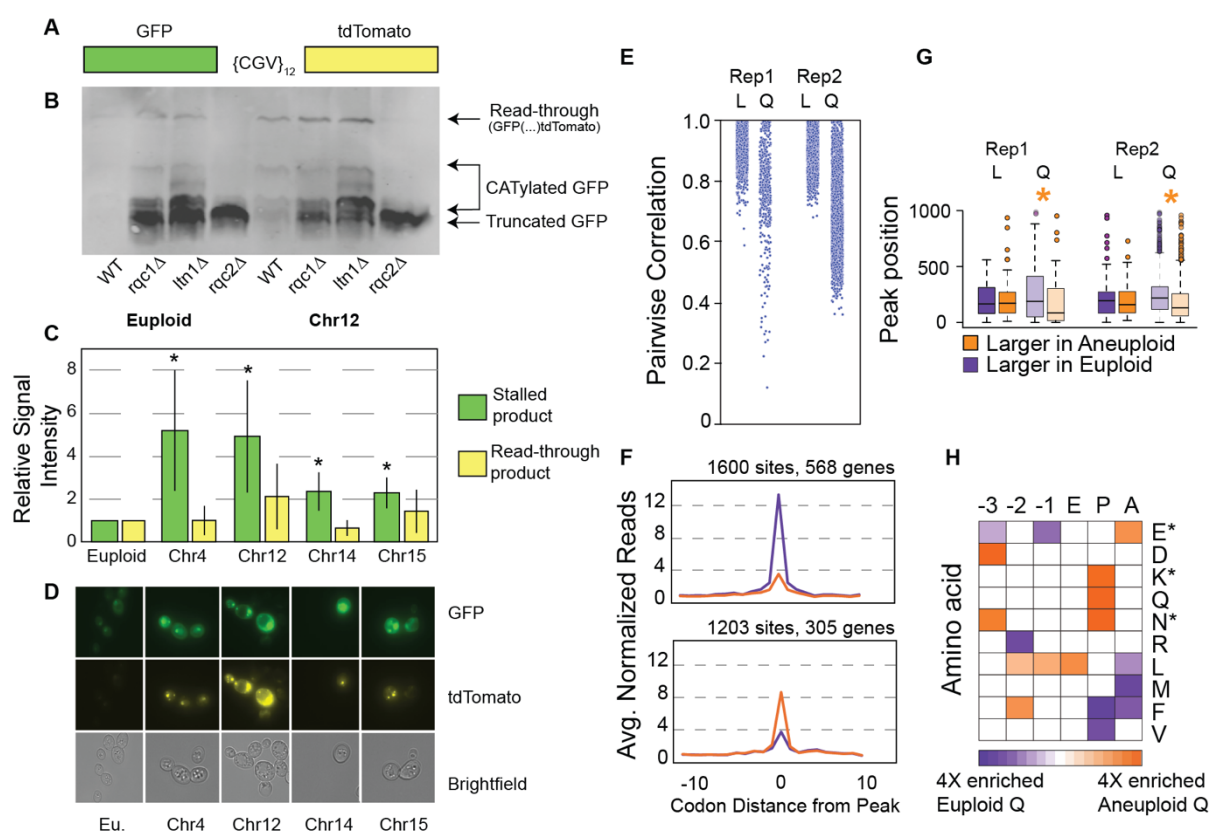 A
GFP
{CGV}12
tdTomato
B
Read-through
(GFP(...)tdTomato)
CATylated GFP
Truncated GFP
WT
rqc1Δ
ltn1Δ
rqc2Δ
WT
rqc1Δ
ltn1Δ
rqc2Δ
Euploid
Chr12
C
Relative Signal
Intensity
8
6
4
2
0
*
*
*
*
Euploid
Chr4
Chr12
Chr14
Chr15
Stalled
product
Read-through
product
D
GFP
tdTomato
Brightfield
Eu.
Chr4
Chr12
Chr14
Chr15
E
Rep1
Rep2
L Q
L Q
Pairwise Correlation
1.0
0.8
0.6
0.4
0.2
0
F
1600 sites, 568 genes
12
8
4
0
1203 sites, 305 genes
12
8
4
0
Avg. Normalized Reads
-10 0 10
Codon Distance from Peak
G
Rep1
Rep2
L Q
L Q
*
*
Peak position
1000
500
0
Larger in Aneuploid
Larger in Euploid
H
-3 -2 -1 E P A
Amino acid
E*
D
K*
Q
N*
R
L
M
F
V
4X enriched
Euploid Q
4X enriched
Aneuploid Q